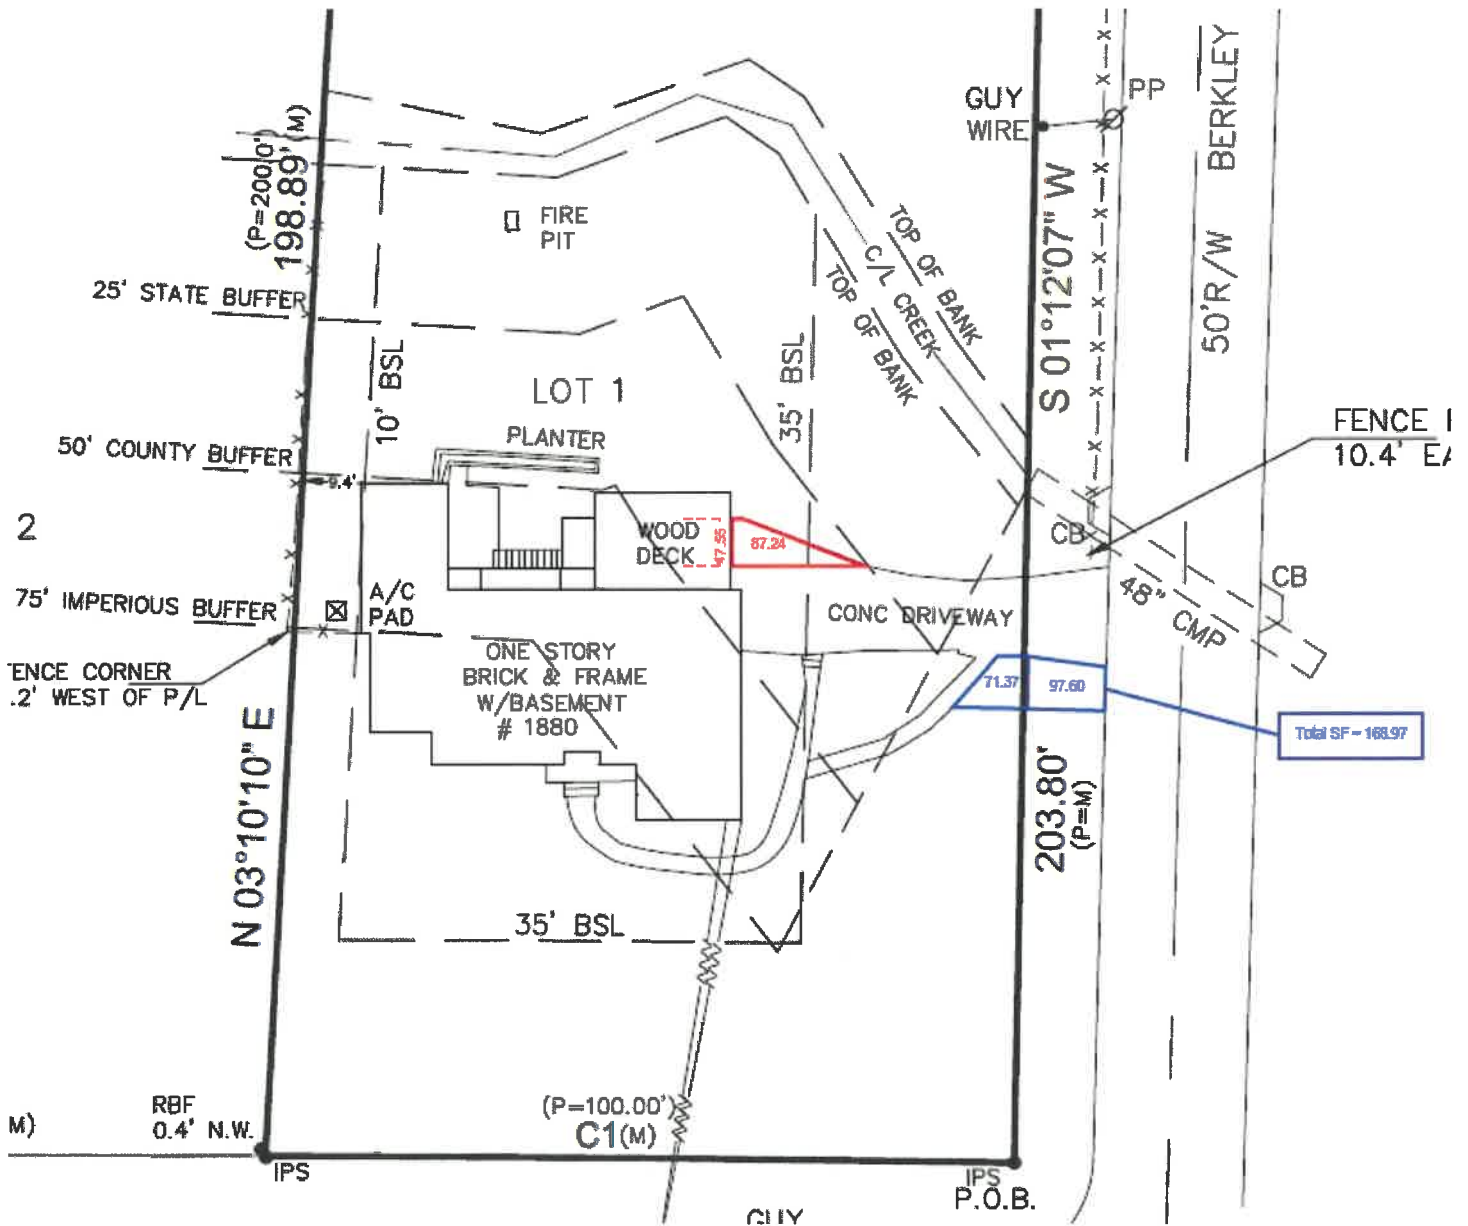 GUY
WIRE
PP
BERKLEY
50'R/W
(P=200.0')
198.89' (M)
FIRE
PIT
TOP OF BANK
C/L CREEK
TOP OF BANK
S 01°12'07" W
25' STATE BUFFER
10' BSL
LOT 1
35' BSL
PLANTER
50' COUNTY BUFFER
9.4'
FENCE
10.4'
2
WOOD
DECK
47.55
87.24
CB
48" CMP
CB
75' IMPERIOUS BUFFER
A/C
PAD
CONC DRIVEWAY
ENCE CORNER
.2' WEST OF P/L
ONE STORY
BRICK & FRAME
W/BASEMENT
# 1880
71.37
97.60
Total SF = 168.97
N 03°10'10" E
203.80'
(P=M)
35' BSL
M)
RBF
0.4' N.W.
(P=100.00')
C1(M)
IPS
IPS
P.O.B.
GUY